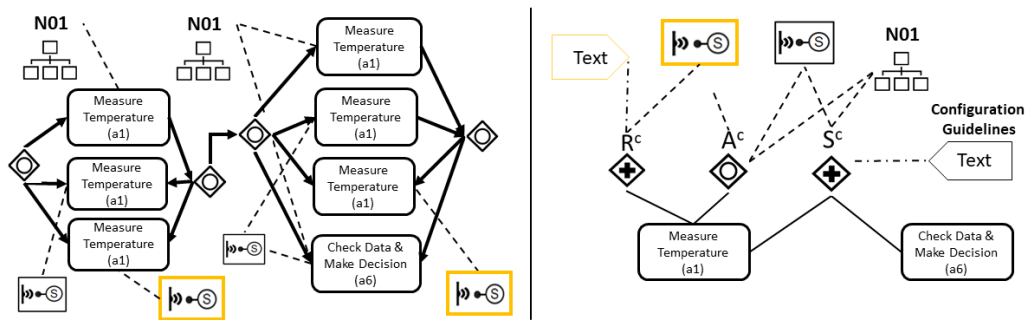 N01
N01
Measure
Temperature
(a1)
Measure
Temperature
(a1)
Measure
Temperature
(a1)
Measure
Temperature
(a1)
Measure
Temperature
(a1)
Measure
Temperature
(a1)
Check Data &
Make Decision
(a6)
S
S
S
S
Text
S
S
N01
Configuration
Guidelines
Text
Rc
Ac
Sc
Measure
Temperature
(a1)
Check Data &
Make Decision
(a6)